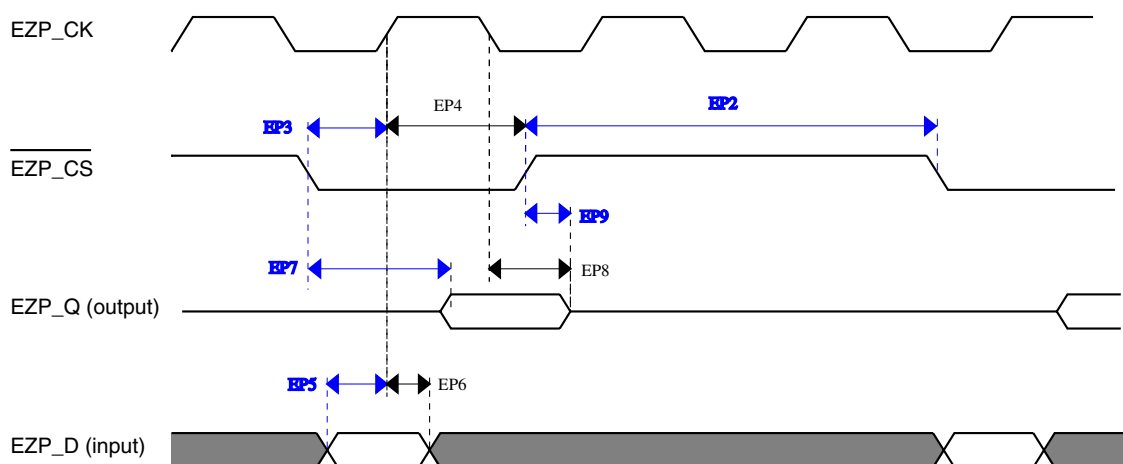 EZP_CK
EP4
EP2
EP3
EZP_CS
EP9
EP7
EP8
EZP_Q (output)
EP5
EP6
EZP_D (input)